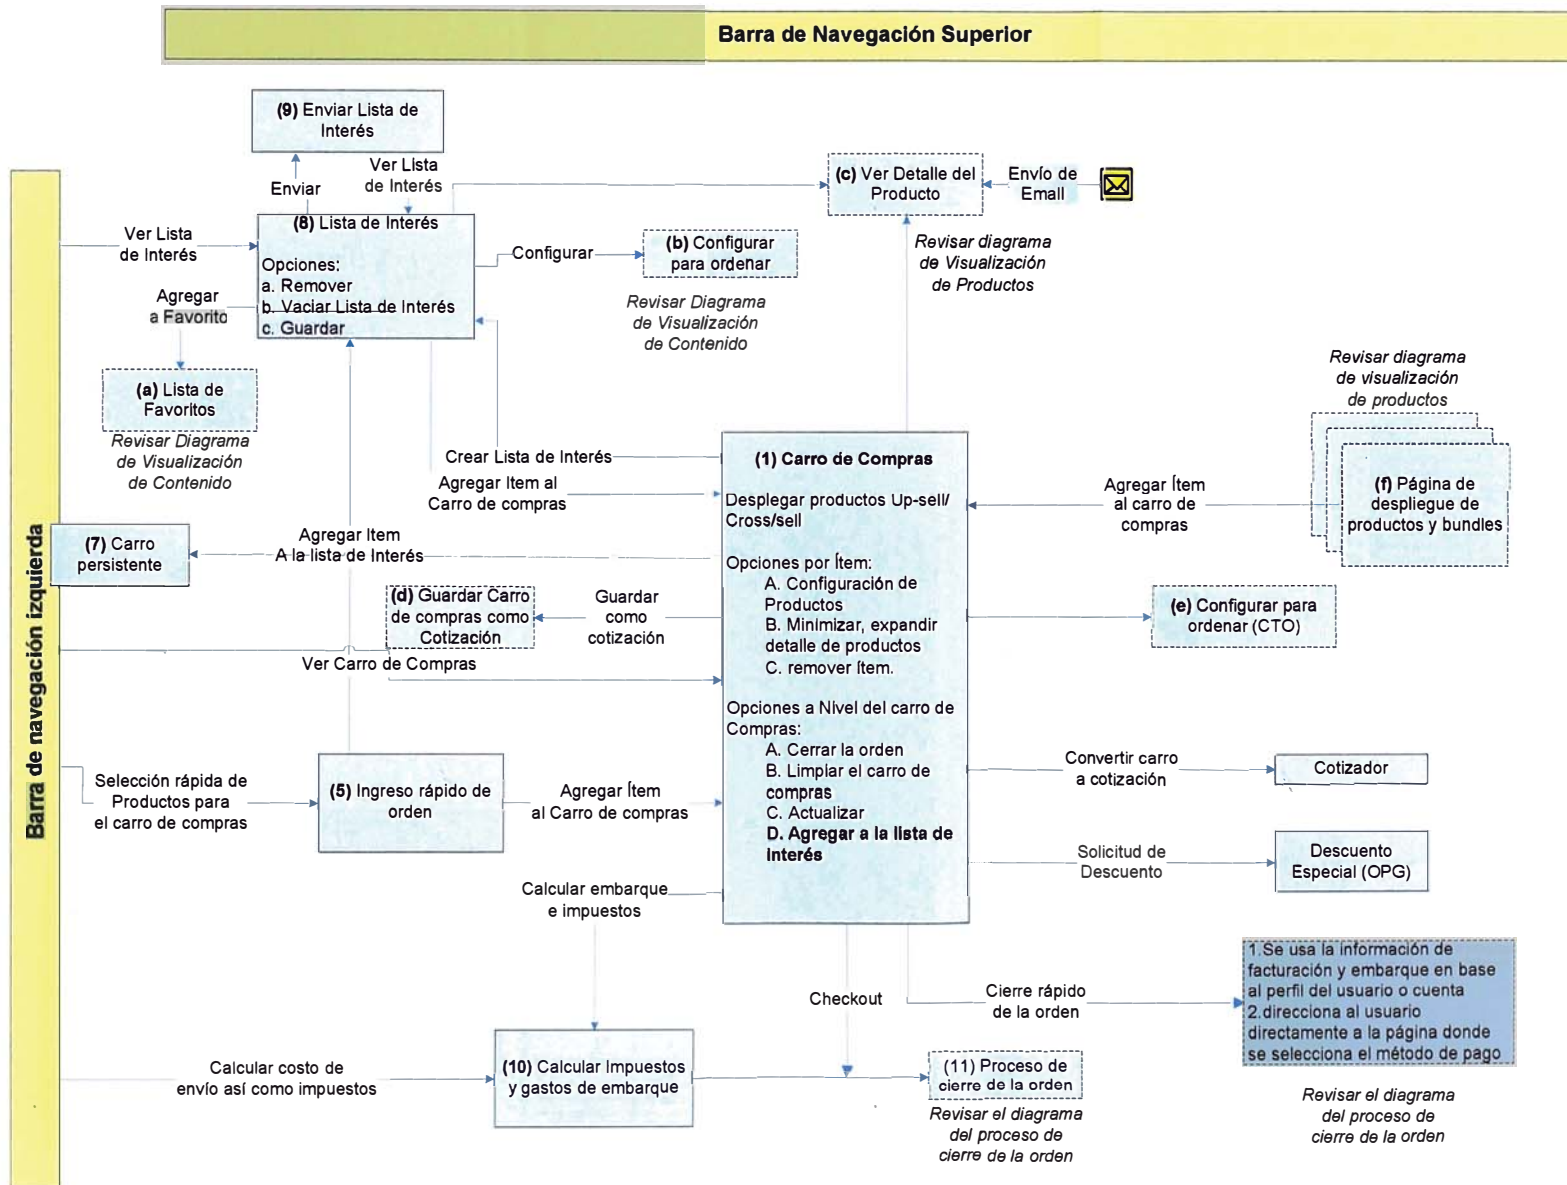 Barra de Navegación Superior
(9) Enviar Lista de
Interés
Enviar
Ver Lista
de Interés
(c) Ver Detalle del
Producto
Envío de
Email
Revisar diagrama
de Visualización
de Productos
Ver Lista
de Interés
(8) Lista de Interés
Opciones:
a. Remover
b. Vaciar Lista de Interés
c. Guardar
Configurar
(b) Configurar
para ordenar
Revisar Diagrama
de Visualización
de Contenido
Agregar
a Favorito
(a) Lista de
Favoritos
Revisar Diagrama
de Visualización
de Contenido
Revisar diagrama
de visualización
de productos
(f) Página de
despliegue de
productos y bundles
Agregar Ítem
al carro de
compras
Crear Lista de Interés
Agregar Item al
Carro de compras
Agregar Item
A la lista de Interés
(7) Carro
persistente
Barra de navegación izquierda
(d) Guardar Carro
de compras como
Cotización
Guardar
como
cotización
Ver Carro de Compras
(1) Carro de Compras
Desplegar productos Up-sell/
Cross/sell
Opciones por Ítem:
A. Configuración de
Productos
B. Minimizar, expandir
detalle de productos
C. remover Ítem.
Opciones a Nivel del carro de
Compras:
A. Cerrar la orden
B. Limpiar el carro de
compras
C. Actualizar
D. Agregar a la lista de
interés
(e) Configurar para
ordenar (CTO)
Convertir carro
a cotización
Cotizador
Solicitud de
Descuento
Descuento
Especial (OPG)
Selección rápida de
Productos para
el carro de compras
(5) Ingreso rápido de
orden
Agregar Ítem
al Carro de compras
Calcular embarque
e impuestos
Checkout
Cierre rápido
de la orden
1.Se usa la información de
facturación y embarque en base
al perfil del usuario o cuenta
2.direcciona al usuario
directamente a la página donde
se selecciona el método de pago
Revisar el diagrama
del proceso de
cierre de la orden
Calcular costo de
envío así como impuestos
(10) Calcular Impuestos
y gastos de embarque
(11) Proceso de
cierre de la orden
Revisar el diagrama
del proceso de
cierre de la orden